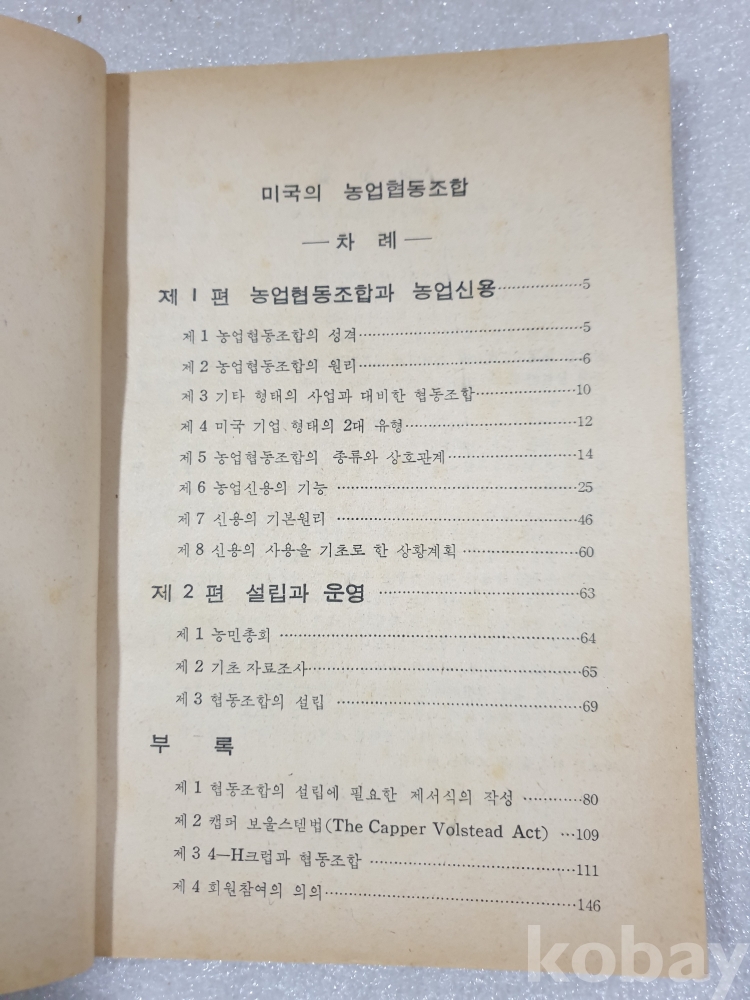 미국의 농업협동조합
— 차 례 —
제 1 편 농업협동조합과 농업신용 ……………5
제 1 농업협동조합의 성격 ……………5
제 2 농업협동조합의 원리 ……………6
제 3 기타 형태의 사업과 대비한 협동조합 ……………10
제 4 미국 기업 형태의 2대 유형 ……………12
제 5 농업협동조합의 종류와 상호관계 ……………14
제 6 농업신용의 기능 ……………25
제 7 신용의 기본원리 ……………46
제 8 신용의 사용을 기초로 한 상황계획 ……………60
제 2 편 설립과 운영 ……………63
제 1 농민총회 ……………64
제 2 기초 자료조사 ……………65
제 3 협동조합의 설립 ……………69
부 록
제 1 협동조합의 설립에 필요한 제서식의 작성 ……………80
제 2 캡퍼 보울스텐법(The Capper Volstead Act) …109
제 3 4—H크럽과 협동조합 ……………111
제 4 회원참여의 의의 ……………146
kobay